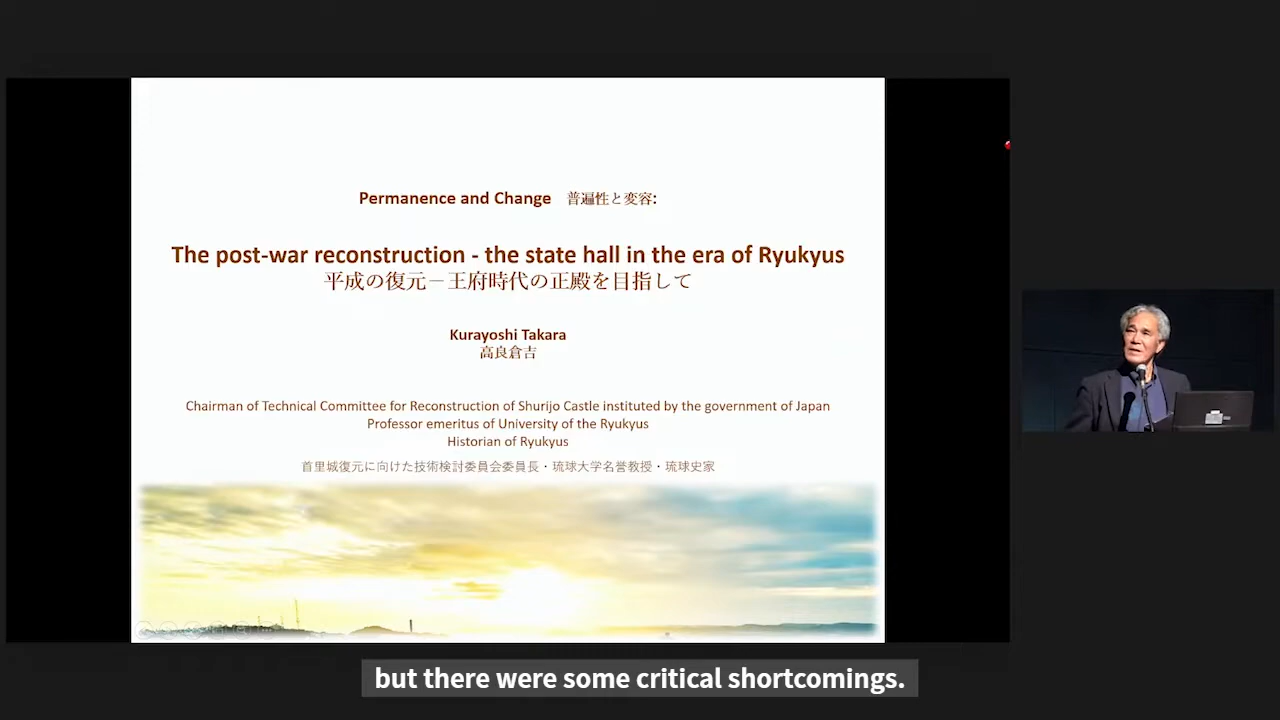 Permanence and Change 普遍性と変容:
The post-war reconstruction - the state hall in the era of Ryukyus
平成の復元－王府時代の正殿を目指して
Kurayoshi Takara
高良倉吉
Chairman of Technical Committee for Reconstruction of Shurijo Castle instituted by the government of Japan
Professor emeritus of University of the Ryukyus
Historian of Ryukyus
首里城復元に向けた技術検討委員会委員長・琉球大学名誉教授・琉球史家
but there were some critical shortcomings.